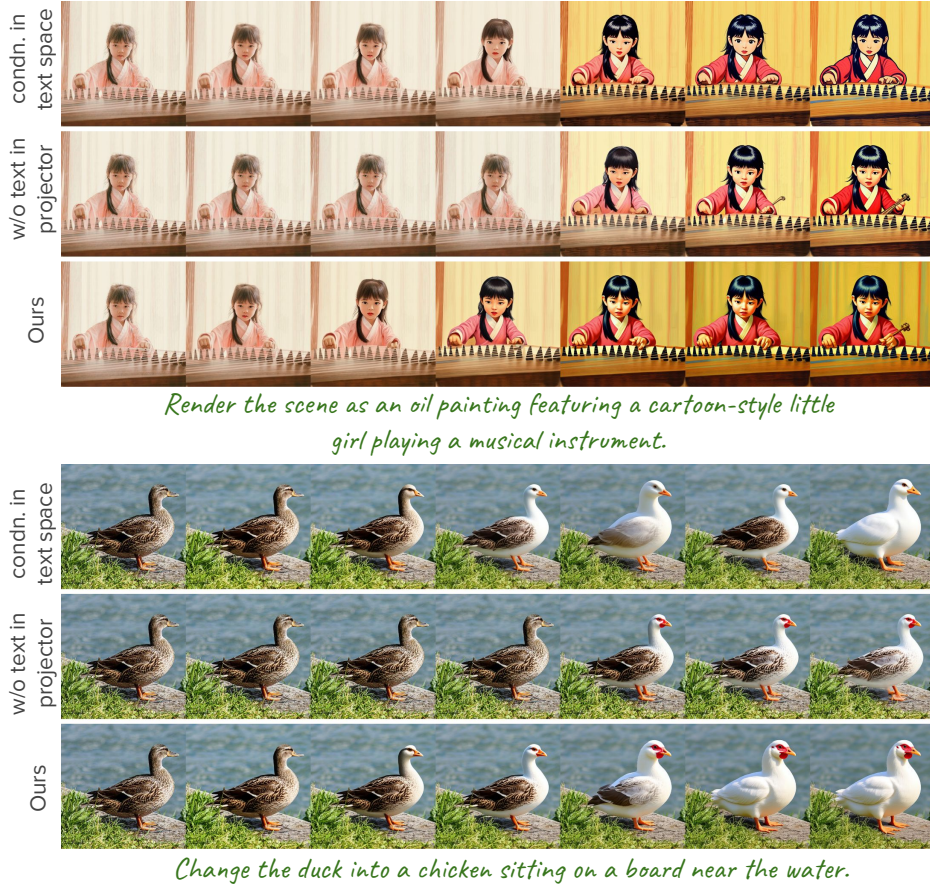 condn. in
text space
w/o text in
projector
Ours
Render the scene as an oil painting featuring a cartoon-style little
girl playing a musical instrument.
condn. in
text space
w/o text in
projector
Ours
Change the duck into a chicken sitting on a board near the water.